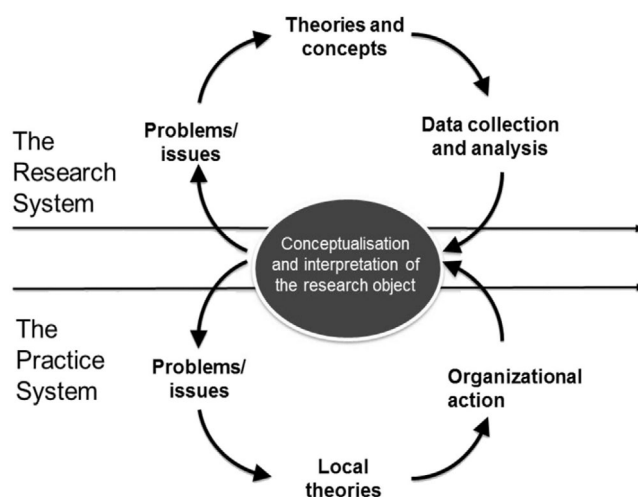 Theories and
concepts
Problems/
issues
Data collection
and analysis
The
Research
System
Conceptualisation
and interpretation of
the research object
The
Practice
System
Problems/
issues
Organizational
action
Local
theories